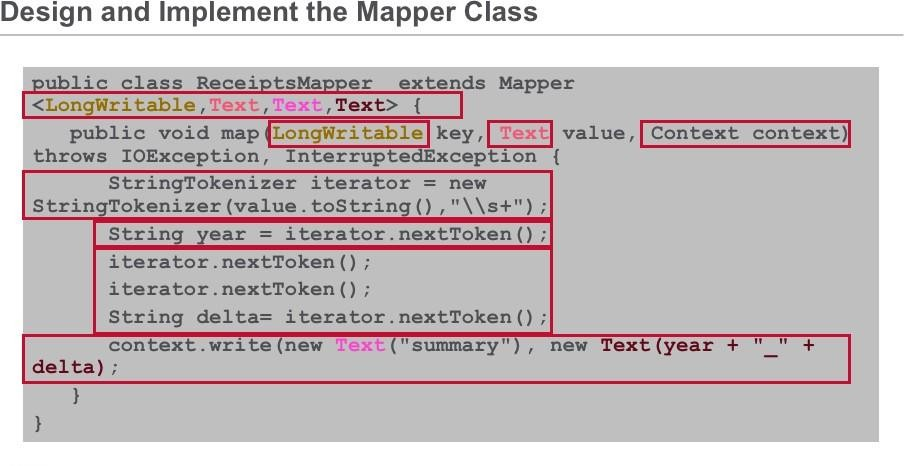 Design and Implement the Mapper Class
public class ReceiptsMapper  extends Mapper
<LongWritable,Text,Text,Text> {
public void map(LongWritable key, Text value, Context context)
throws IOException, InterruptedException {
StringTokenizer iterator = new
StringTokenizer(value.toString(),"\\s+");
String year = iterator.nextToken();
iterator.nextToken();
iterator.nextToken();
String delta= iterator.nextToken();
context.write(new Text("summary"), new Text(year + "_" +
delta);
}
}